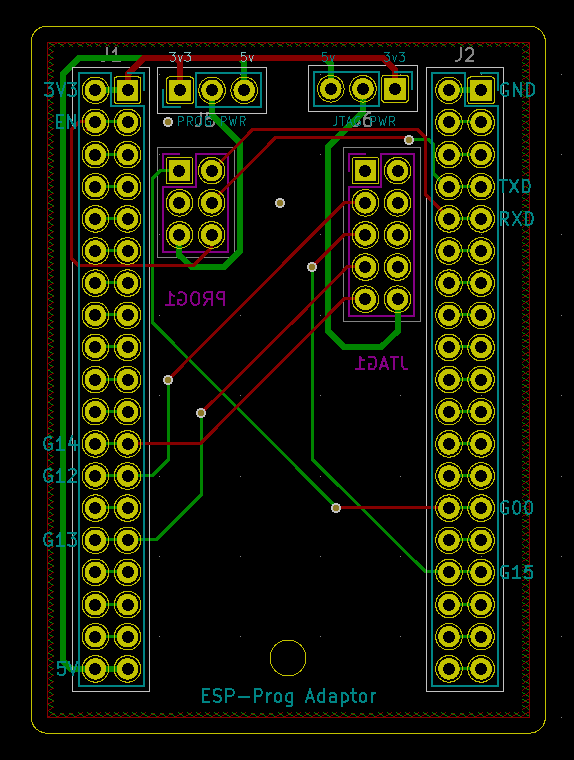 J1
3v3
5v
5v
3v3
J2
3V3
GND
EN
PROG PWR
J5
JTAG PWR
J6
TXD
RXD
PROG1
JTAG1
G14
G12
G00
G13
G15
5V
ESP-Prog Adaptor